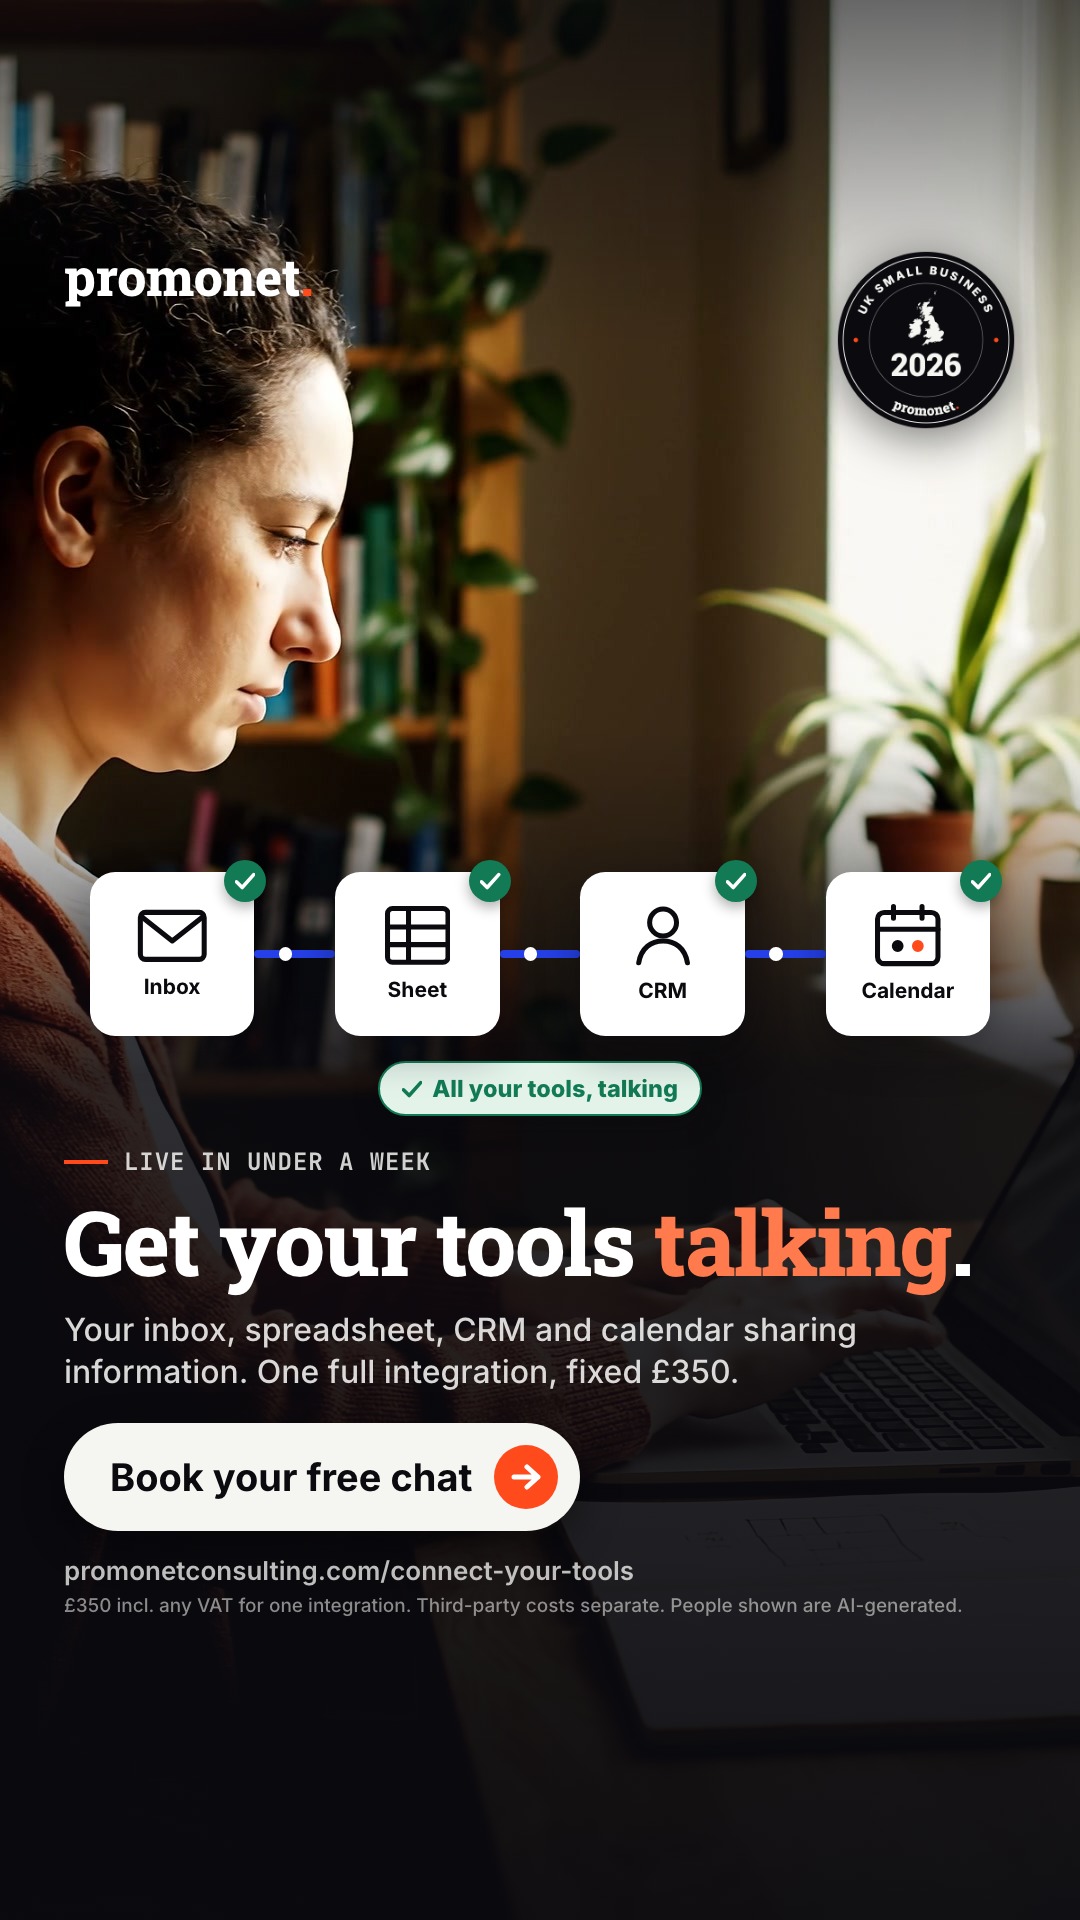 promonet.
UK SMALL BUSINESS
2026
promonet.
Inbox
Sheet
CRM
Calendar
All your tools, talking
LIVE IN UNDER A WEEK
Get your tools talking.
Your inbox, spreadsheet, CRM and calendar sharing
information. One full integration, fixed £350.
Book your free chat
promonetconsulting.com/connect-your-tools
£350 incl. any VAT for one integration. Third-party costs separate. People shown are AI-generated.